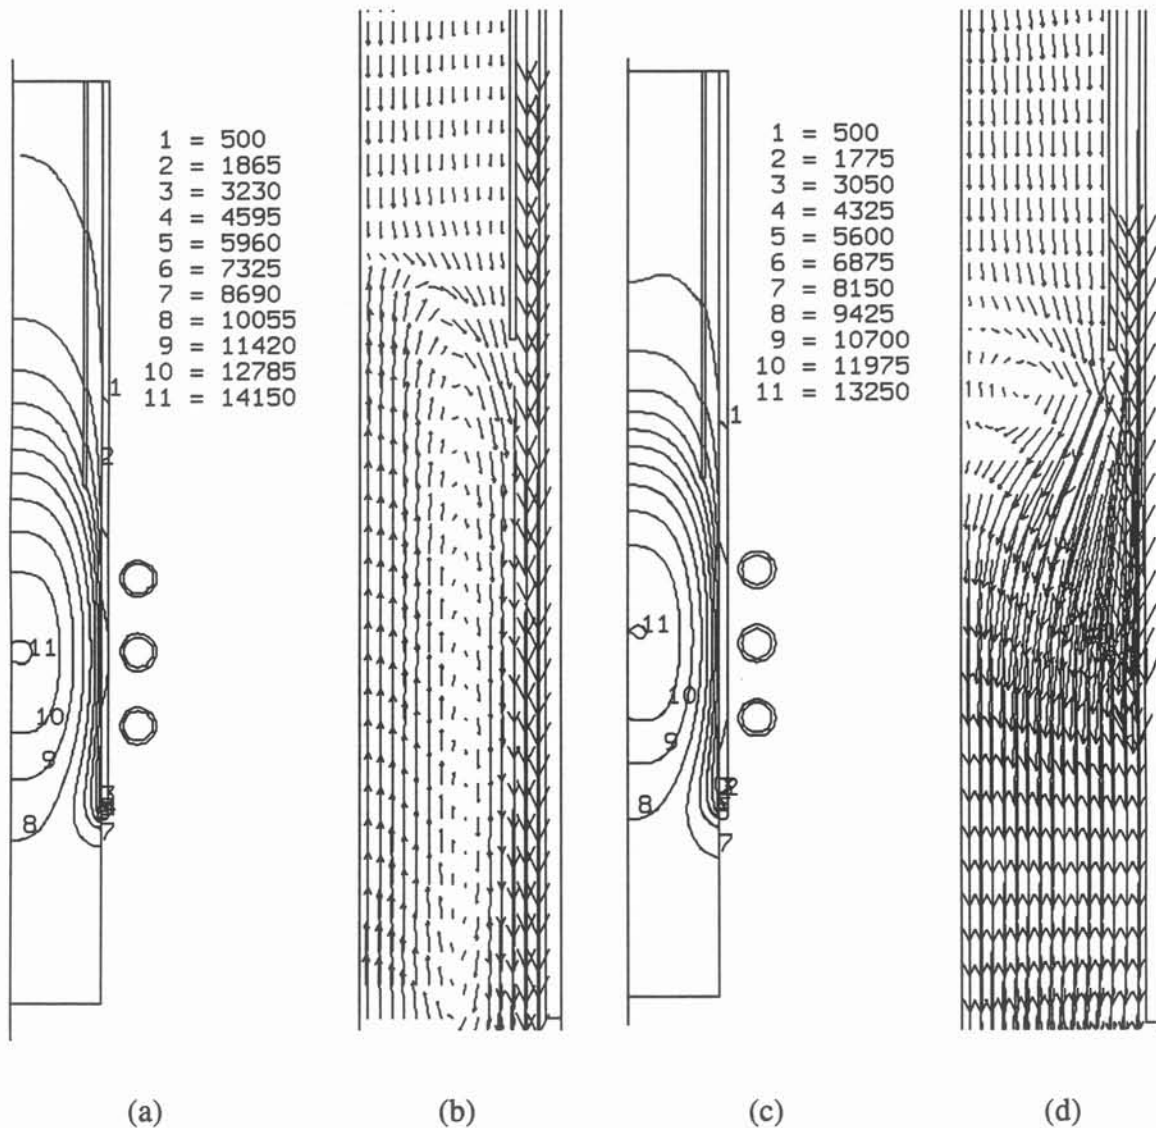 1 = 500
2 = 1865
3 = 3230
4 = 4595
5 = 5960
6 = 7325
7 = 8690
8 = 10055
9 = 11420
10 = 12785
11 = 14150
1
2
11
10
9
8
3
7
1 = 500
2 = 1775
3 = 3050
4 = 4325
5 = 5600
6 = 6875
7 = 8150
8 = 9425
9 = 10700
10 = 11975
11 = 13250
1
11
10
9
8
7
(a) (b) (c) (d)